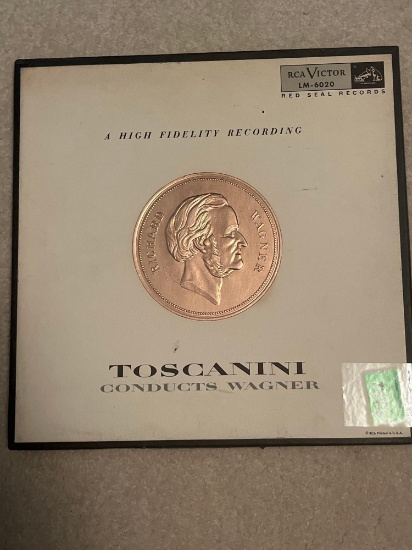 RCA VICTOR
LM-6020
RED SEAL RECORDS
A HIGH FIDELITY RECORDING
RICHARD WAGNER
TOSCANINI
CONDUCTS WAGNER